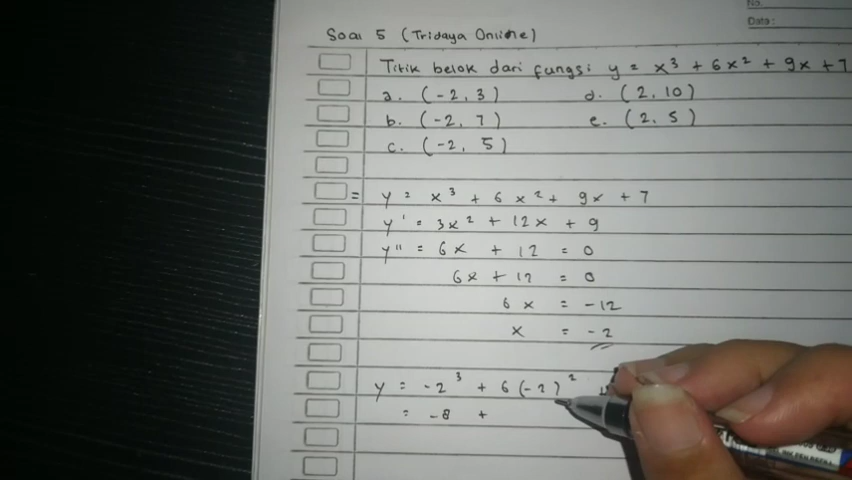 No.
Date:
Soal 5 (Tridaya Online)
Titik belok dari fungsi y = x³ + 6x² + 9x + 7
a. (-2, 3) d. (2, 10)
b. (-2, 7) e. (2, 5)
c. (-2, 5)
= y = x³ + 6x² + 9x + 7
y' = 3x² + 12x + 9
y'' = 6x + 12 = 0
6x + 12 = 0
6x = -12
x = -2
y = -2³ + 6(-2)²
= -8 +